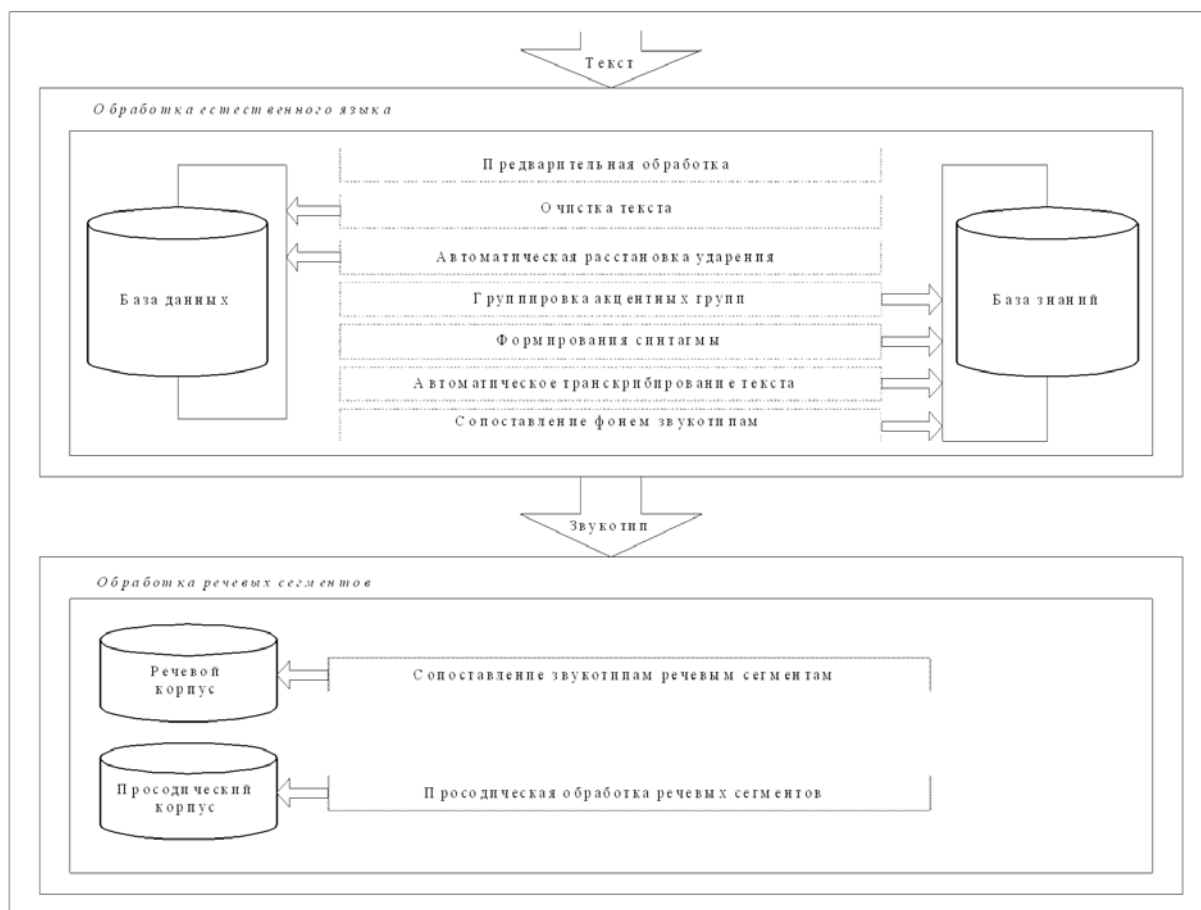 Текст
Обработка естественного языка
Предварительная обработка
Очистка текста
Автоматическая расстановка ударения
База данных
Группировка акцентных групп
База знаний
Формирования синтагмы
Автоматическое транскрибирование текста
Сопоставление фонем звукотипам
Звукотип
Обработка речевых сегментов
Речевой
корпус
Сопоставление звукотипам речевым сегментам
Просодический
корпус
Просодическая обработка речевых сегментов